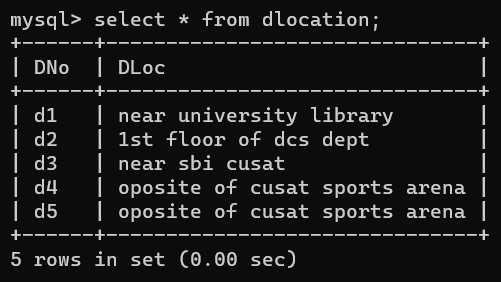 mysql> select * from dlocation;
+------+-------------------------------+
| DNo  | DLoc                          |
+------+-------------------------------+
| d1   | near university library       |
| d2   | 1st floor of dcs dept         |
| d3   | near sbi cusat                |
| d4   | oposite of cusat sports arena |
| d5   | oposite of cusat sports arena |
+------+-------------------------------+
5 rows in set (0.00 sec)